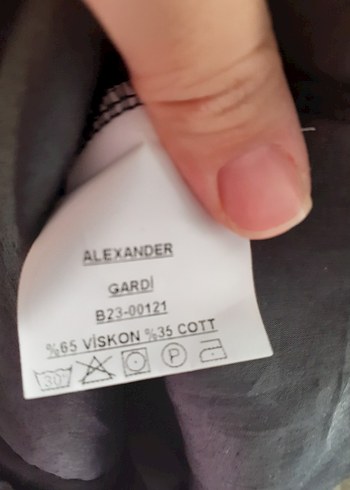 ALEXANDER
GARDİ
B23-00121
%65 VİSKON %35 COTT
30° P